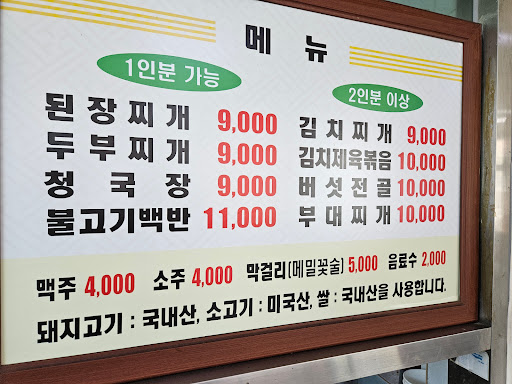 메뉴
1인분 가능
된장찌개 9,000
두부찌개 9,000
청국장 9,000
불고기백반 11,000
2인분 이상
김치찌개 9,000
김치제육볶음 10,000
버섯전골 10,000
부대찌개 10,000
맥주 4,000 소주 4,000 막걸리(메밀꽃술) 5,000 음료수 2,000
돼지고기 : 국내산, 소고기 : 미국산, 쌀 : 국내산을 사용합니다.